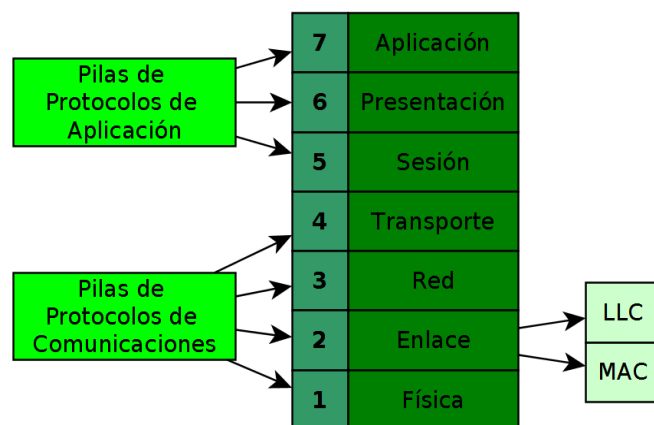 Pilas de
Protocolos de
Aplicación
7 Aplicación
6 Presentación
5 Sesión
4 Transporte
Pilas de
Protocolos de
Comunicaciones
3 Red
2 Enlace
1 Física
LLC
MAC